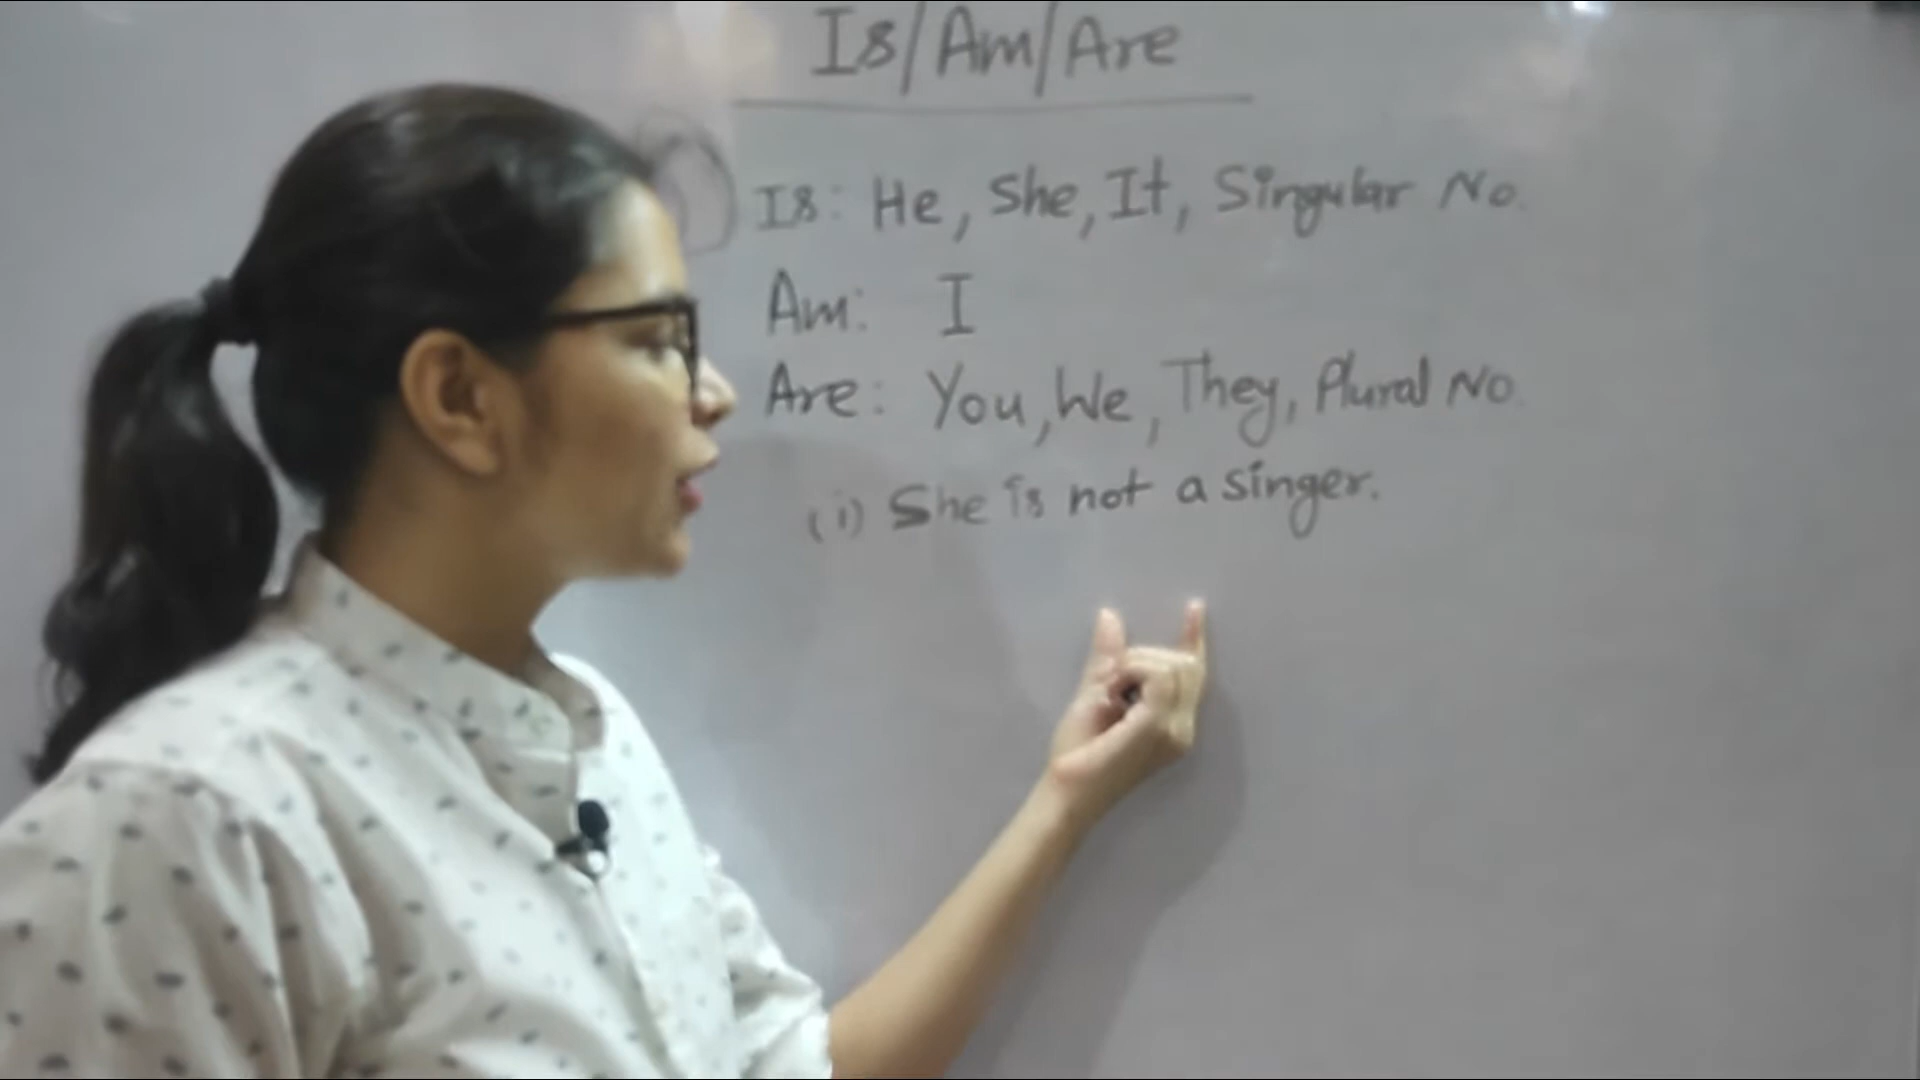 Is/Am/Are
Is: He, She, It, Singular No.
Am: I
Are: You, We, They, Plural No.
(i) She is not a singer.